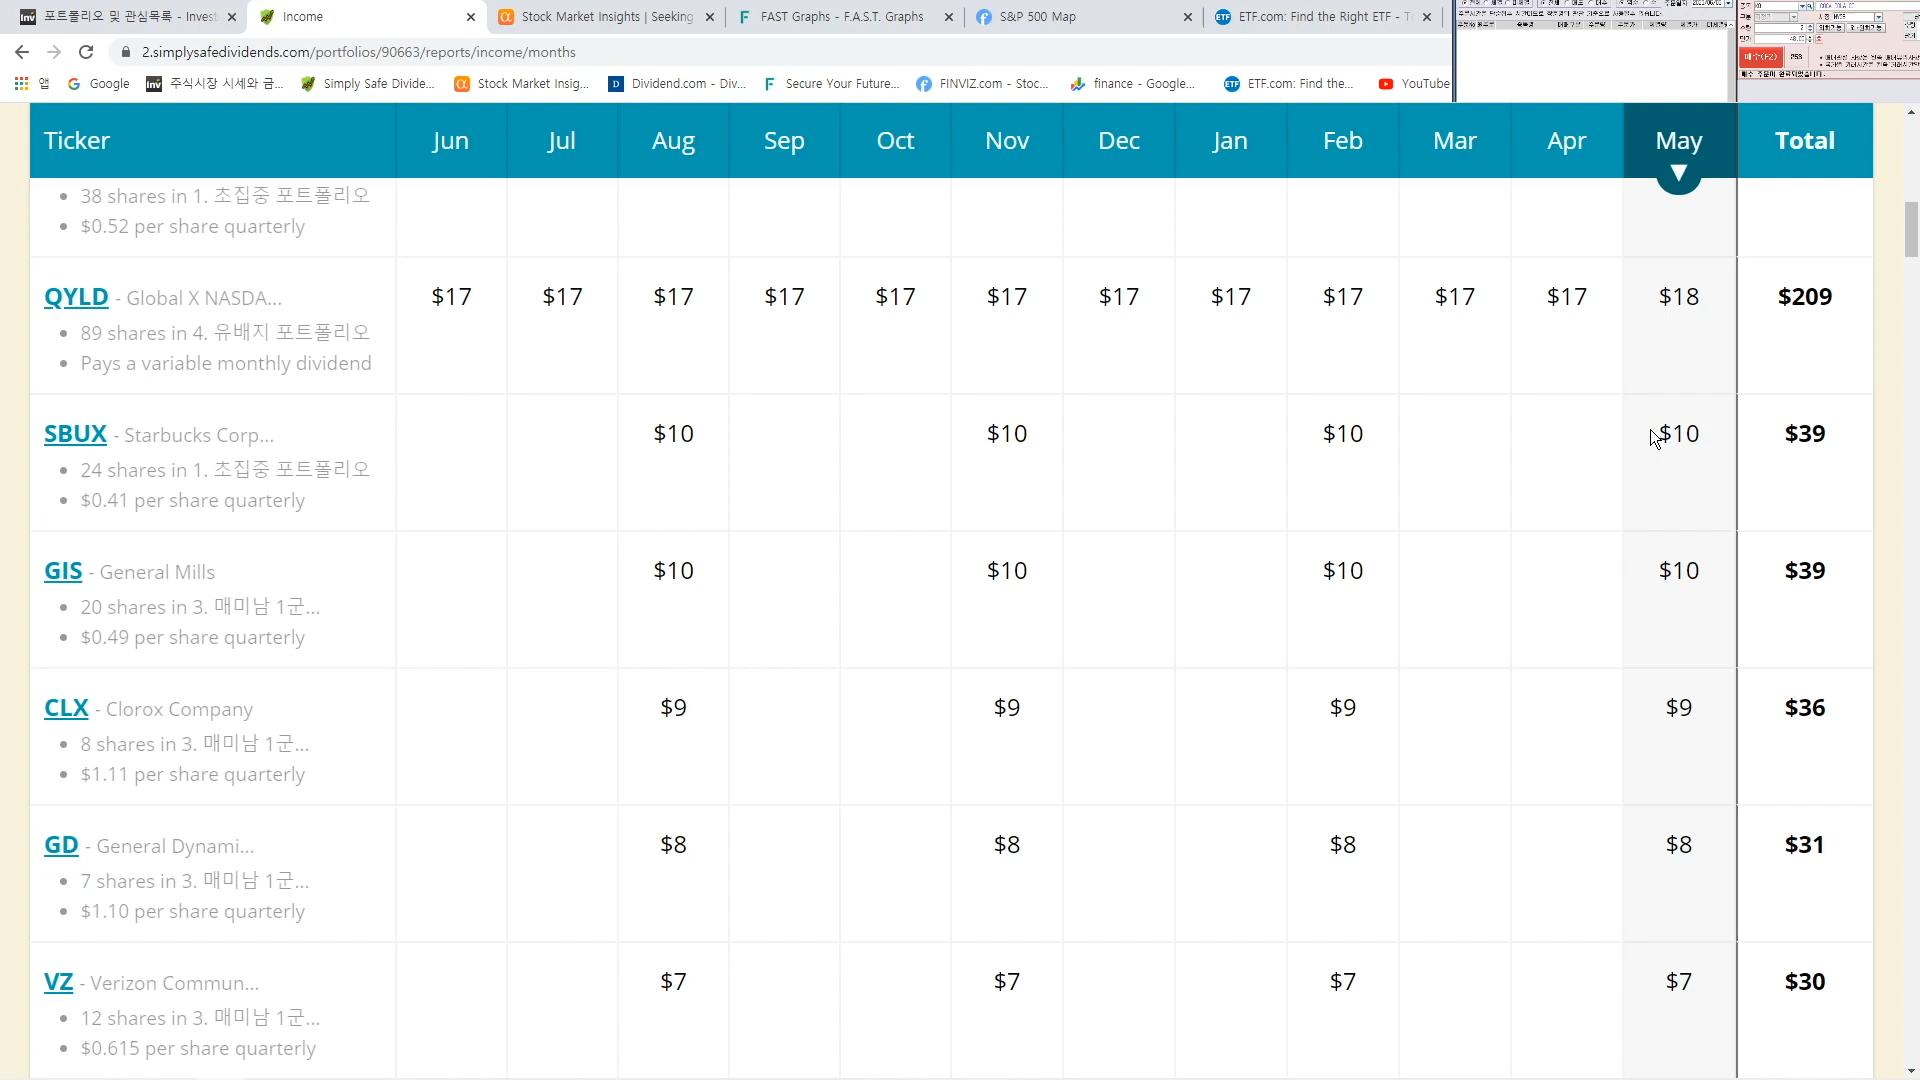 포트폴리오 및 관심목록 - Invest
Income
Stock Market Insights | Seeking
FAST Graphs - F.A.S.T. Graphs
S&P 500 Map
ETF.com: Find the Right ETF - T
2.simplysafedividends.com/portfolios/90663/reports/income/months
앱
Google
주식시장 시세와 금...
Simply Safe Divide...
Stock Market Insig...
Dividend.com - Div...
Secure Your Future...
FINVIZ.com - Stoc...
finance - Google...
ETF.com: Find the...
YouTube
Ticker Jun Jul Aug Sep Oct Nov Dec Jan Feb Mar Apr May Total
38 shares in 1. 초집중 포트폴리오
$0.52 per share quarterly
QYLD - Global X NASDA... $17 $17 $17 $17 $17 $17 $17 $17 $17 $17 $17 $18 $209
89 shares in 4. 유배지 포트폴리오
Pays a variable monthly dividend
SBUX - Starbucks Corp... $10 $10 $10 $10 $39
24 shares in 1. 초집중 포트폴리오
$0.41 per share quarterly
GIS - General Mills $10 $10 $10 $10 $39
20 shares in 3. 매미남 1군...
$0.49 per share quarterly
CLX - Clorox Company $9 $9 $9 $9 $36
8 shares in 3. 매미남 1군...
$1.11 per share quarterly
GD - General Dynami... $8 $8 $8 $8 $31
7 shares in 3. 매미남 1군...
$1.10 per share quarterly
VZ - Verizon Commun... $7 $7 $7 $7 $30
12 shares in 3. 매미남 1군...
$0.615 per share quarterly